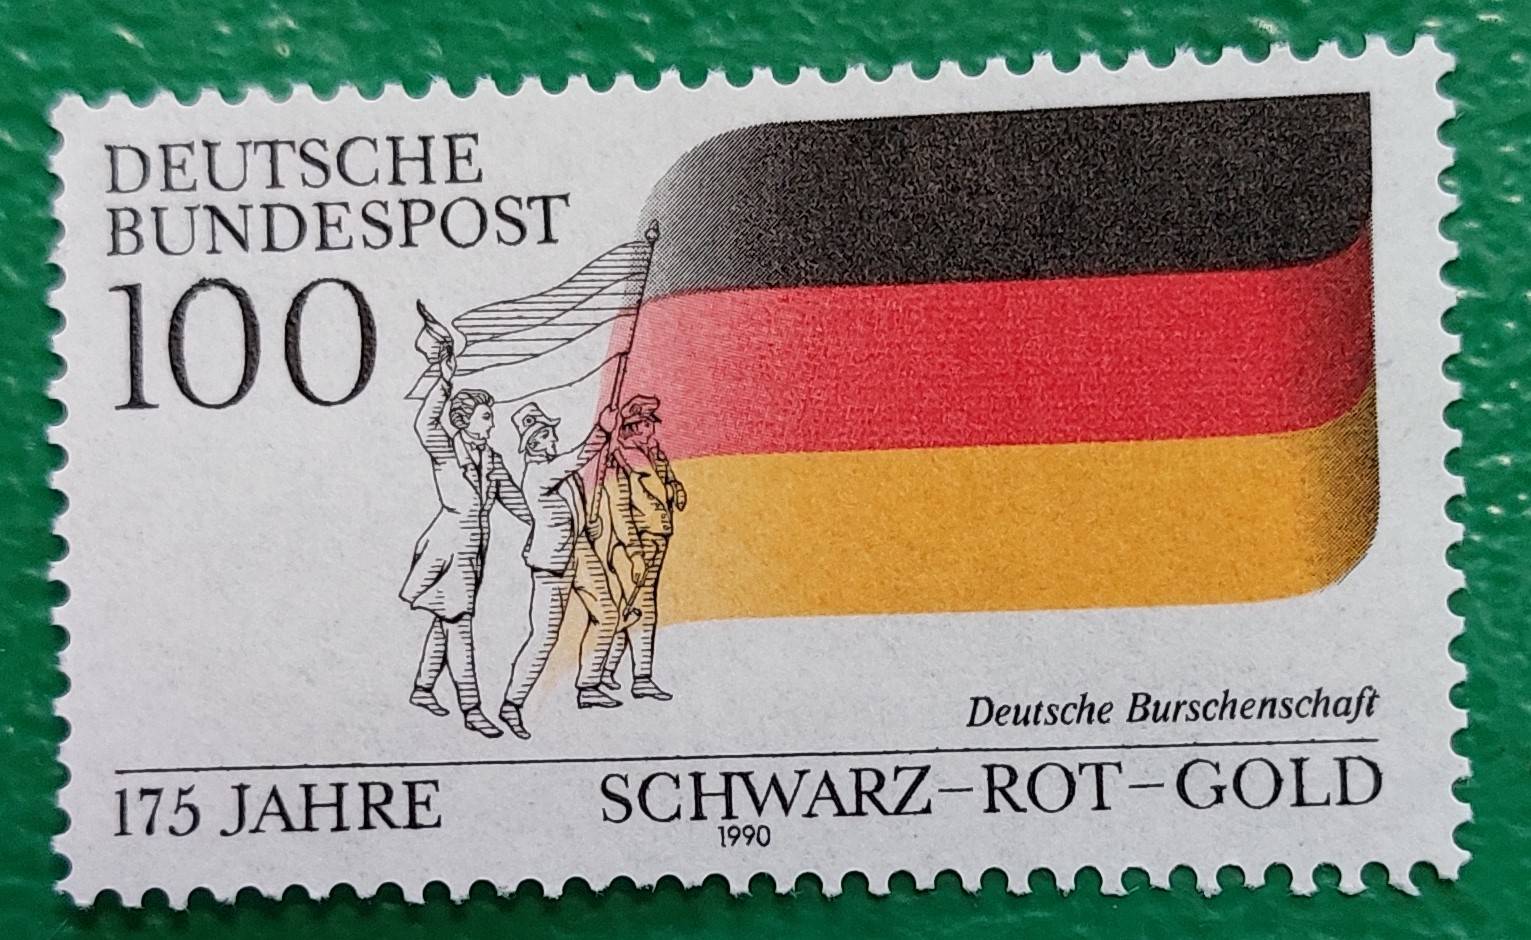 DEUTSCHE
BUNDESPOST
100
Deutsche Burschenschaft
175 JAHRE SCHWARZ-ROT-GOLD
1990